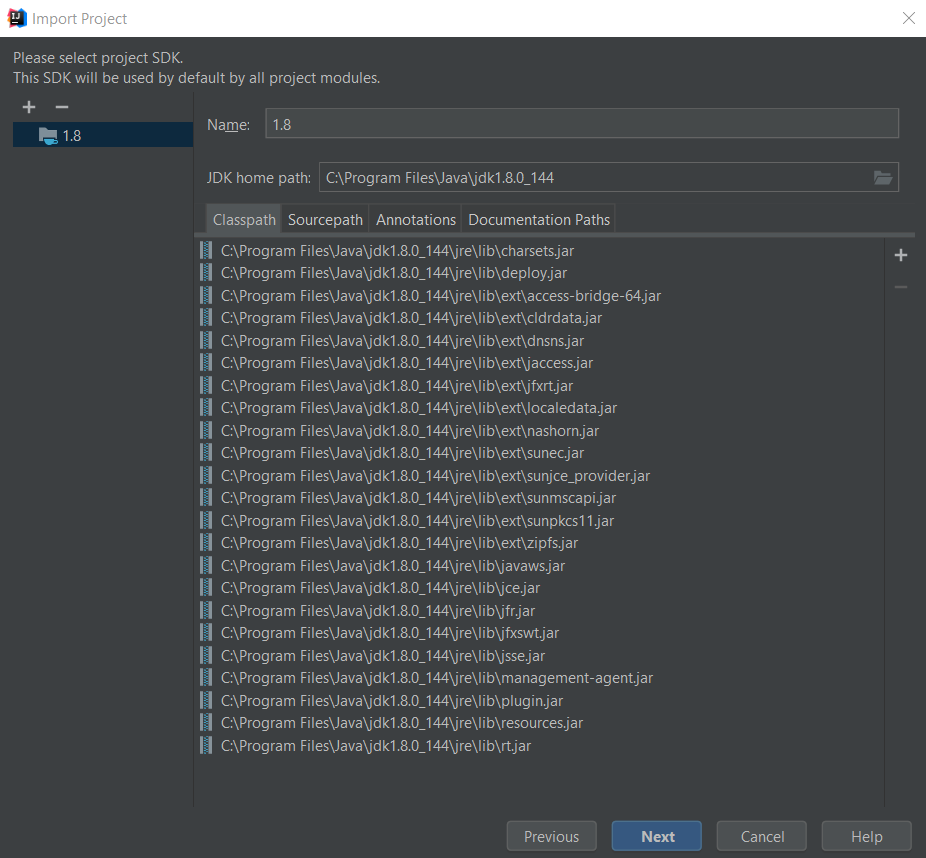 Import Project
Please select project SDK.
This SDK will be used by default by all project modules.
1.8
Name: 1.8
JDK home path: C:\Program Files\Java\jdk1.8.0_144
Classpath Sourcepath Annotations Documentation Paths
C:\Program Files\Java\jdk1.8.0_144\jre\lib\charsets.jar
C:\Program Files\Java\jdk1.8.0_144\jre\lib\deploy.jar
C:\Program Files\Java\jdk1.8.0_144\jre\lib\ext\access-bridge-64.jar
C:\Program Files\Java\jdk1.8.0_144\jre\lib\ext\cldrdata.jar
C:\Program Files\Java\jdk1.8.0_144\jre\lib\ext\dnsns.jar
C:\Program Files\Java\jdk1.8.0_144\jre\lib\ext\jaccess.jar
C:\Program Files\Java\jdk1.8.0_144\jre\lib\ext\jfxrt.jar
C:\Program Files\Java\jdk1.8.0_144\jre\lib\ext\localedata.jar
C:\Program Files\Java\jdk1.8.0_144\jre\lib\ext\nashorn.jar
C:\Program Files\Java\jdk1.8.0_144\jre\lib\ext\sunec.jar
C:\Program Files\Java\jdk1.8.0_144\jre\lib\ext\sunjce_provider.jar
C:\Program Files\Java\jdk1.8.0_144\jre\lib\ext\sunmscapi.jar
C:\Program Files\Java\jdk1.8.0_144\jre\lib\ext\sunpkcs11.jar
C:\Program Files\Java\jdk1.8.0_144\jre\lib\ext\zipfs.jar
C:\Program Files\Java\jdk1.8.0_144\jre\lib\javaws.jar
C:\Program Files\Java\jdk1.8.0_144\jre\lib\jce.jar
C:\Program Files\Java\jdk1.8.0_144\jre\lib\jfr.jar
C:\Program Files\Java\jdk1.8.0_144\jre\lib\jfxswt.jar
C:\Program Files\Java\jdk1.8.0_144\jre\lib\jsse.jar
C:\Program Files\Java\jdk1.8.0_144\jre\lib\management-agent.jar
C:\Program Files\Java\jdk1.8.0_144\jre\lib\plugin.jar
C:\Program Files\Java\jdk1.8.0_144\jre\lib\resources.jar
C:\Program Files\Java\jdk1.8.0_144\jre\lib\rt.jar
Previous Next Cancel Help